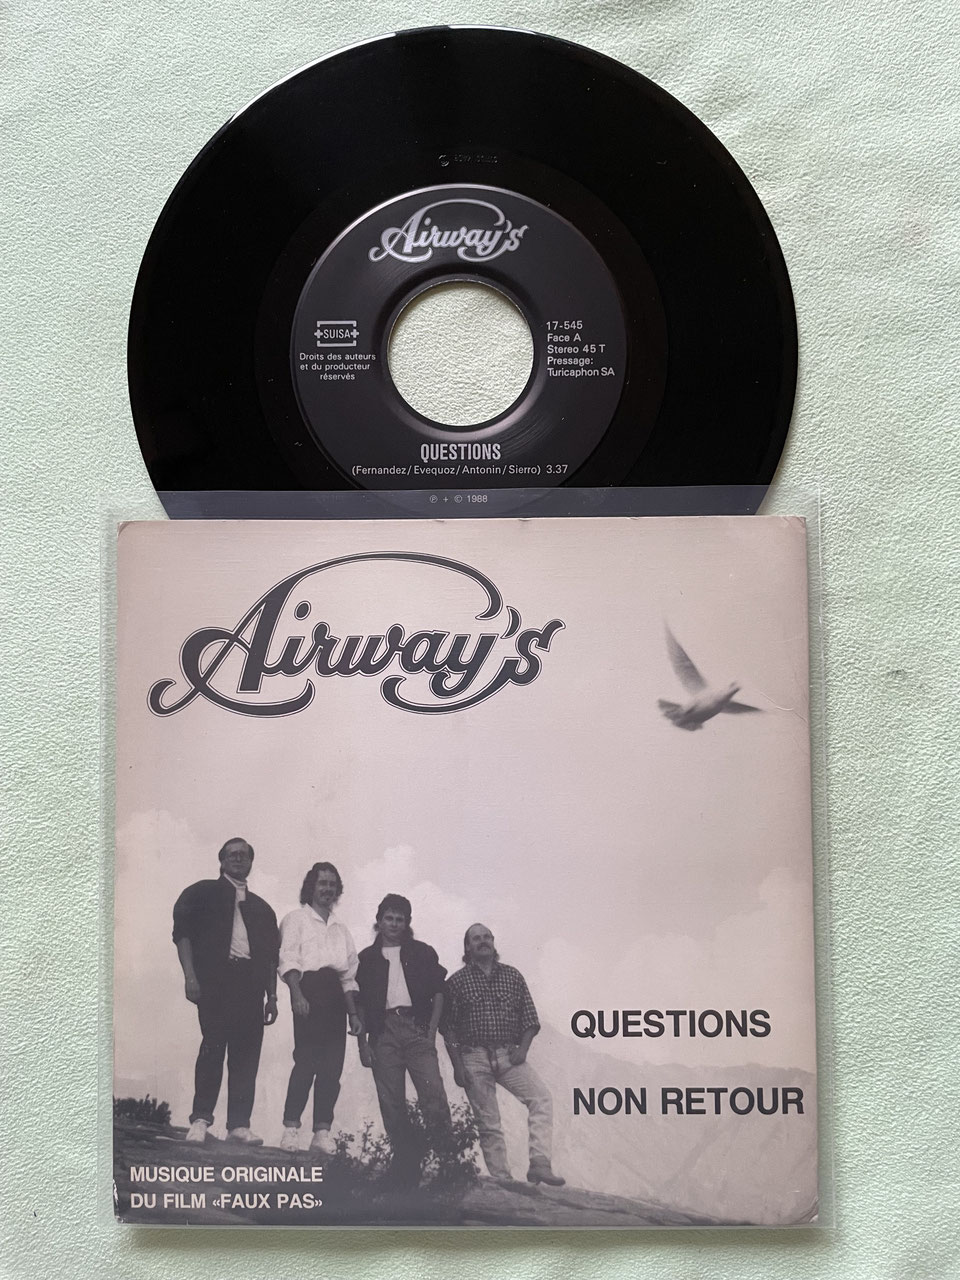 Airway's
+SUISA+
Droits des auteurs
et du producteur
réservés
17-545
Face A
Stereo 45 T
Pressage:
Turicaphon SA
QUESTIONS
(Fernandez/Evequoz/Antonin/Sierro) 3.37
℗ + © 1988
Airway's
QUESTIONS
NON RETOUR
MUSIQUE ORIGINALE
DU FILM «FAUX PAS»